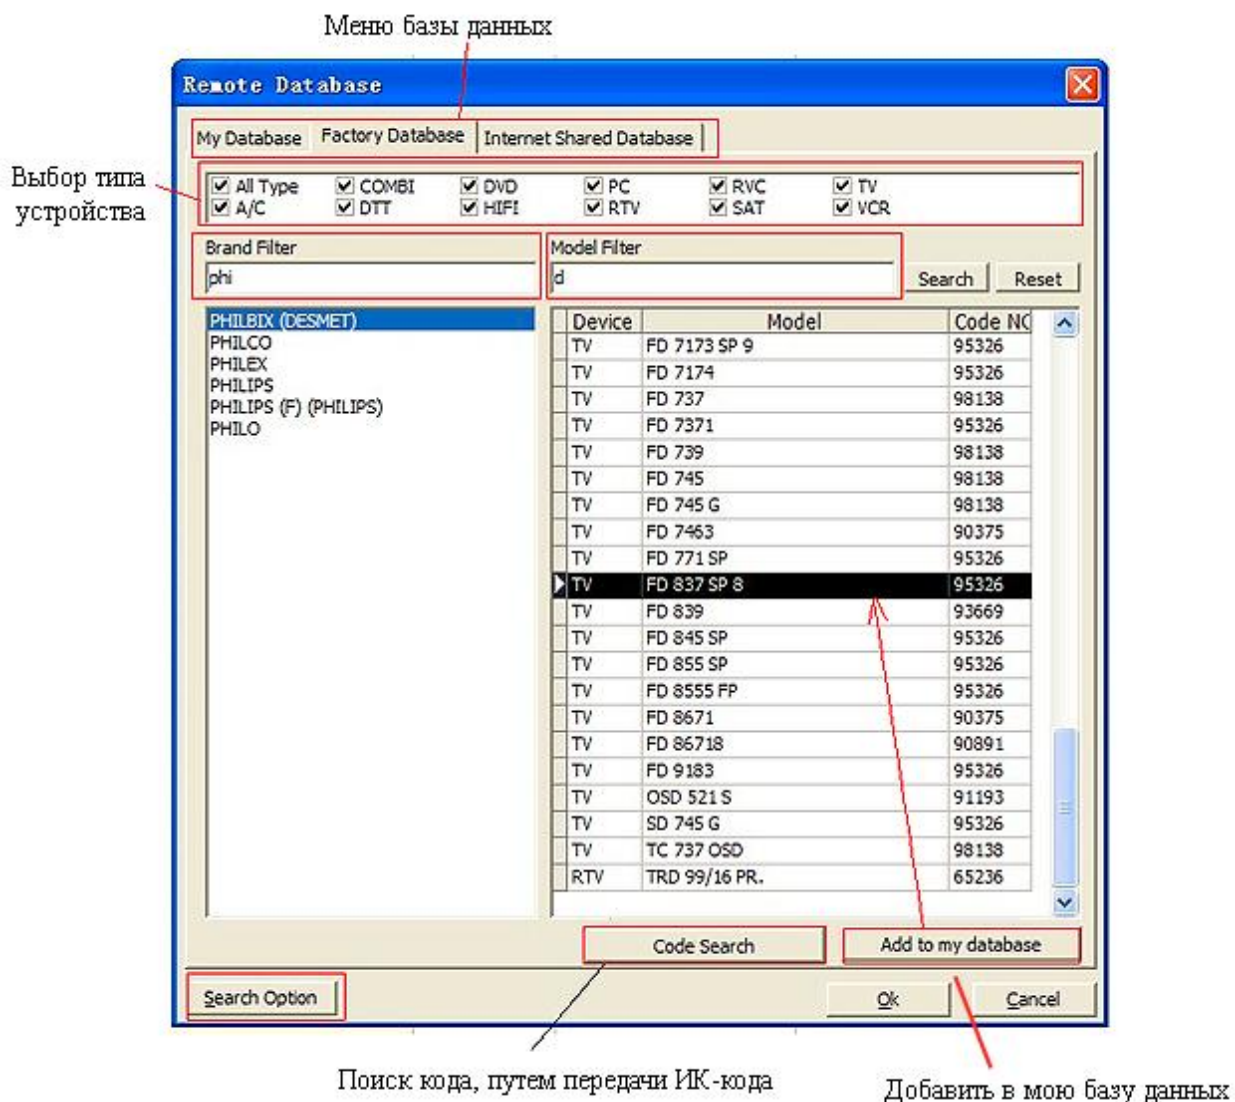 Меню базы данных
Remote Database
My Database Factory Database Internet Shared Database
Выбор типа
устройства
All Type COMBI DVD PC RVC TV
A/C DTT HIFI RTV SAT VCR
Brand Filter Model Filter
phi d Search Reset
PHILBIX (DESMET)
PHILCO
PHILEX
PHILIPS
PHILIPS (F) (PHILIPS)
PHILO
Device Model Code NO
TV FD 7173 SP 9 95326
TV FD 7174 95326
TV FD 737 98138
TV FD 7371 95326
TV FD 739 98138
TV FD 745 98138
TV FD 745 G 98138
TV FD 7463 90375
TV FD 771 SP 95326
TV FD 837 SP 8 95326
TV FD 839 93669
TV FD 845 SP 95326
TV FD 855 SP 95326
TV FD 8555 FP 95326
TV FD 8671 90375
TV FD 86718 90891
TV FD 9183 95326
TV OSD 521 S 91193
TV SD 745 G 95326
TV TC 737 OSD 98138
RTV TRD 99/16 PR. 65236
Code Search Add to my database
Search Option Ok Cancel
Поиск кода, путем передачи ИК-кода
Добавить в мою базу данных